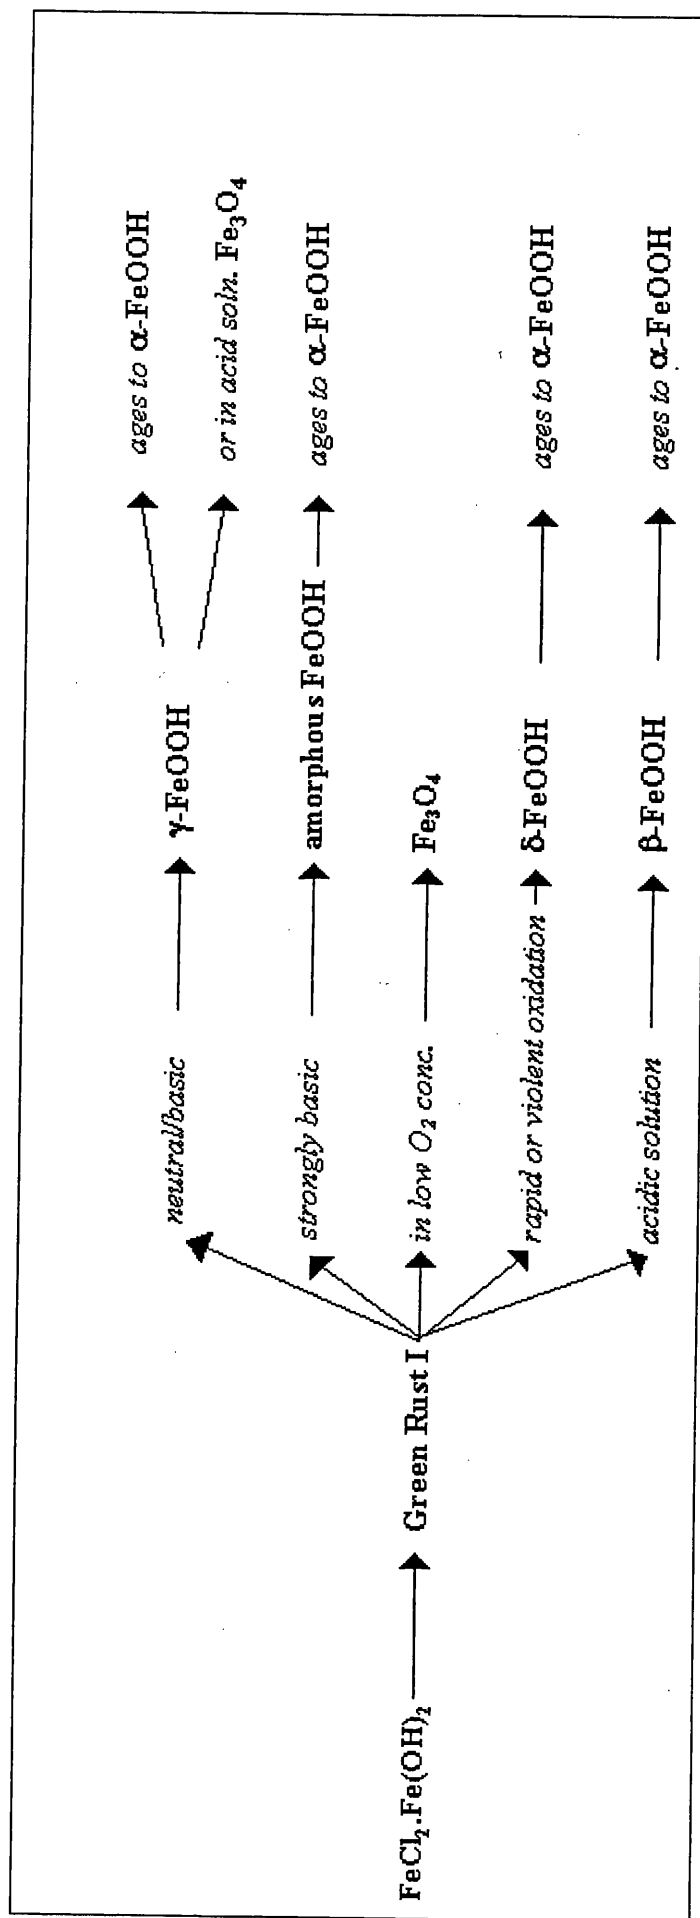 FeCl₂.Fe(OH)₂
Green Rust I
neutral/basic
γ-FeOOH
ages to α-FeOOH
or in acid soln. Fe₃O₄
strongly basic
amorphous FeOOH
ages to α-FeOOH
in low O₂ conc.
Fe₃O₄
rapid or violent oxidation
δ-FeOOH
ages to α-FeOOH
acidic solution
β-FeOOH
ages to α-FeOOH